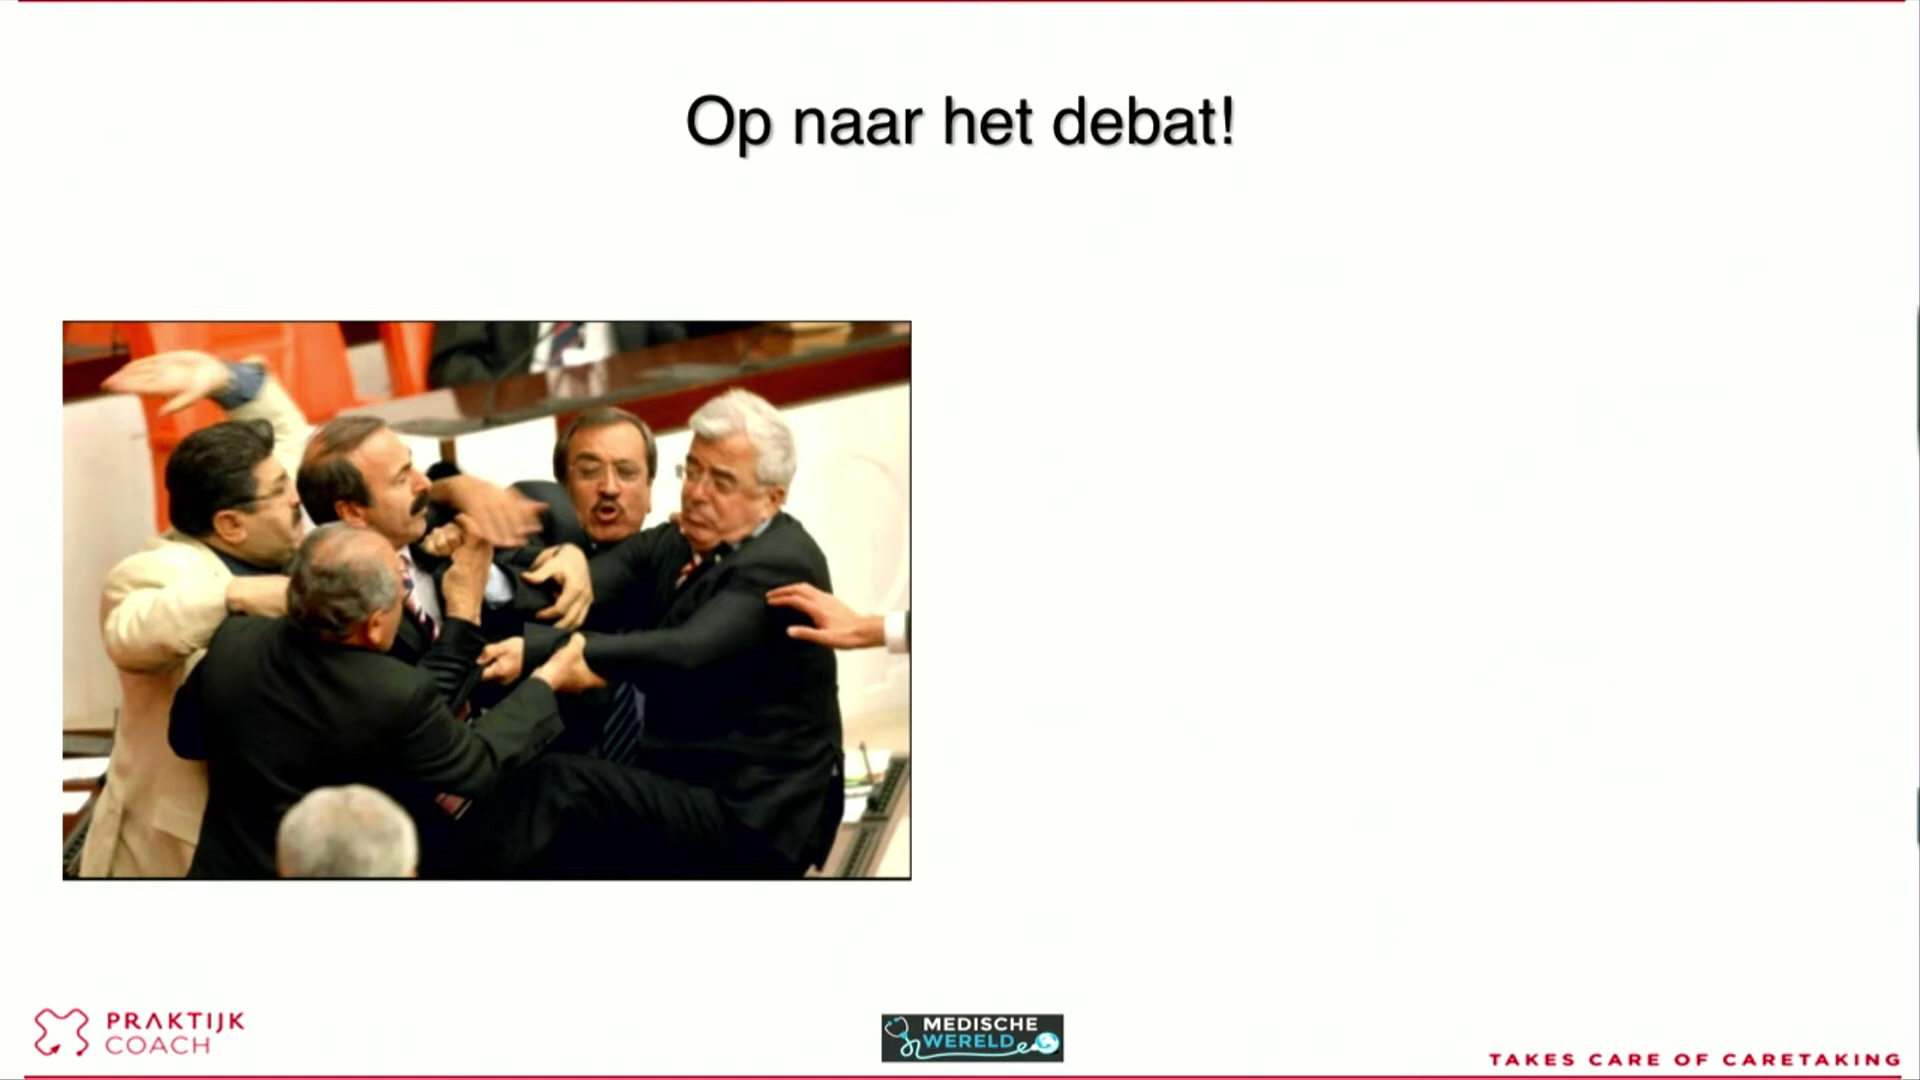 Op naar het debat!
PRAKTIJK
COACH
MEDISCHE
WERELD
TAKES CARE OF CARETAKING